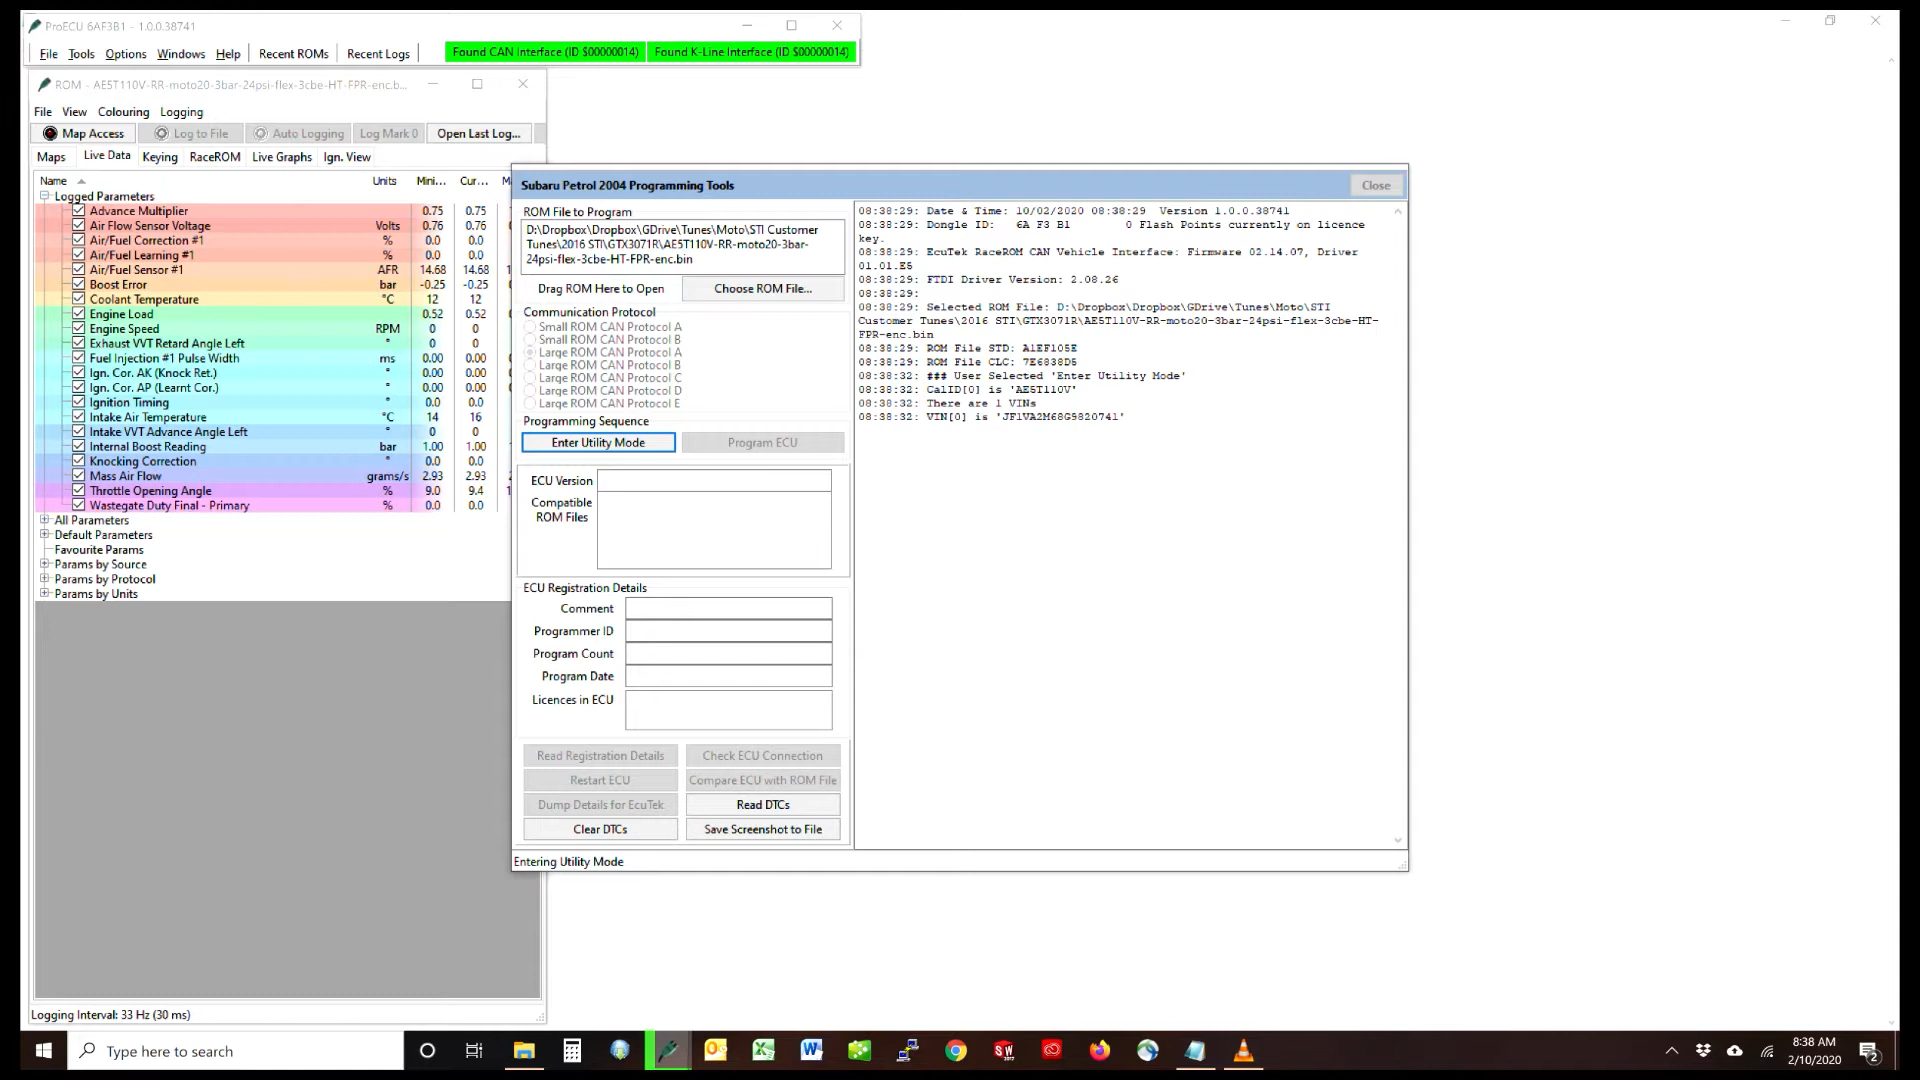 ProECU 6AF3B1 - 1.0.0.38741
File Tools Options Windows Help Recent ROMs Recent Logs Found CAN Interface (ID $00000014) Found K-Line Interface (ID $00000014)
ROM - AE5T110V-RR-moto20-3bar-24psi-flex-3cbe-HT-FPR-enc.b...
File View Colouring Logging
Map Access Log to File Auto Logging Log Mark 0 Open Last Log...
Maps Live Data Keying RaceROM Live Graphs Ign. View
Name Units Mini... Cur... M
Logged Parameters
Advance Multiplier 0.75 0.75
Air Flow Sensor Voltage Volts 0.76 0.76
Air/Fuel Correction #1 % 0.0 0.0
Air/Fuel Learning #1 % 0.0 0.0
Air/Fuel Sensor #1 AFR 14.68 14.68 1
Boost Error bar -0.25 -0.25
Coolant Temperature °C 12 12
Engine Load 0.52 0.52
Engine Speed RPM 0 0
Exhaust VVT Retard Angle Left ° 0 0
Fuel Injection #1 Pulse Width ms 0.00 0.00
Ign. Cor. AK (Knock Ret.) ° 0.00 0.00
Ign. Cor. AP (Learnt Cor.) ° 0.00 0.00
Ignition Timing ° 0.0 0.0
Intake Air Temperature °C 14 16
Intake VVT Advance Angle Left ° 0 0
Internal Boost Reading bar 1.00 1.00
Knocking Correction ° 0.0 0.0
Mass Air Flow grams/s 2.93 2.93
Throttle Opening Angle % 9.0 9.4 1
Wastegate Duty Final - Primary % 0.0 0.0
All Parameters
Default Parameters
Favourite Params
Params by Source
Params by Protocol
Params by Units
Logging Interval: 33 Hz (30 ms)
Subaru Petrol 2004 Programming Tools Close
ROM File to Program
D:\Dropbox\Dropbox\GDrive\Tunes\Moto\STI Customer
Tunes\2016 STI\GTX3071R\AE5T110V-RR-moto20-3bar-
24psi-flex-3cbe-HT-FPR-enc.bin
Drag ROM Here to Open Choose ROM File...
Communication Protocol
Small ROM CAN Protocol A
Small ROM CAN Protocol B
Large ROM CAN Protocol A
Large ROM CAN Protocol B
Large ROM CAN Protocol C
Large ROM CAN Protocol D
Large ROM CAN Protocol E
Programming Sequence
Enter Utility Mode Program ECU
ECU Version
Compatible
ROM Files
ECU Registration Details
Comment
Programmer ID
Program Count
Program Date
Licences in ECU
Read Registration Details Check ECU Connection
Restart ECU Compare ECU with ROM File
Dump Details for EcuTek Read DTCs
Clear DTCs Save Screenshot to File
Entering Utility Mode
08:38:29: Date & Time: 10/02/2020 08:38:29 Version 1.0.0.38741
08:38:29: Dongle ID: 6A F3 B1 0 Flash Points currently on licence
key.
08:38:29: EcuTek RaceROM CAN Vehicle Interface: Firmware 02.14.07, Driver
01.01.E5
08:38:29: FTDI Driver Version: 2.08.26
08:38:29:
08:38:29: Selected ROM File: D:\Dropbox\Dropbox\GDrive\Tunes\Moto\STI
Customer Tunes\2016 STI\GTX3071R\AE5T110V-RR-moto20-3bar-24psi-flex-3cbe-HT-
FPR-enc.bin
08:38:29: ROM File STD: A1EF105E
08:38:29: ROM File CLC: 7E6838D5
08:38:32: ### User Selected 'Enter Utility Mode'
08:38:32: CalID[0] is 'AE5T110V'
08:38:32: There are 1 VINs
08:38:32: VIN[0] is 'JF1VA2M68G9820741'
Type here to search
8:38 AM
2/10/2020
2